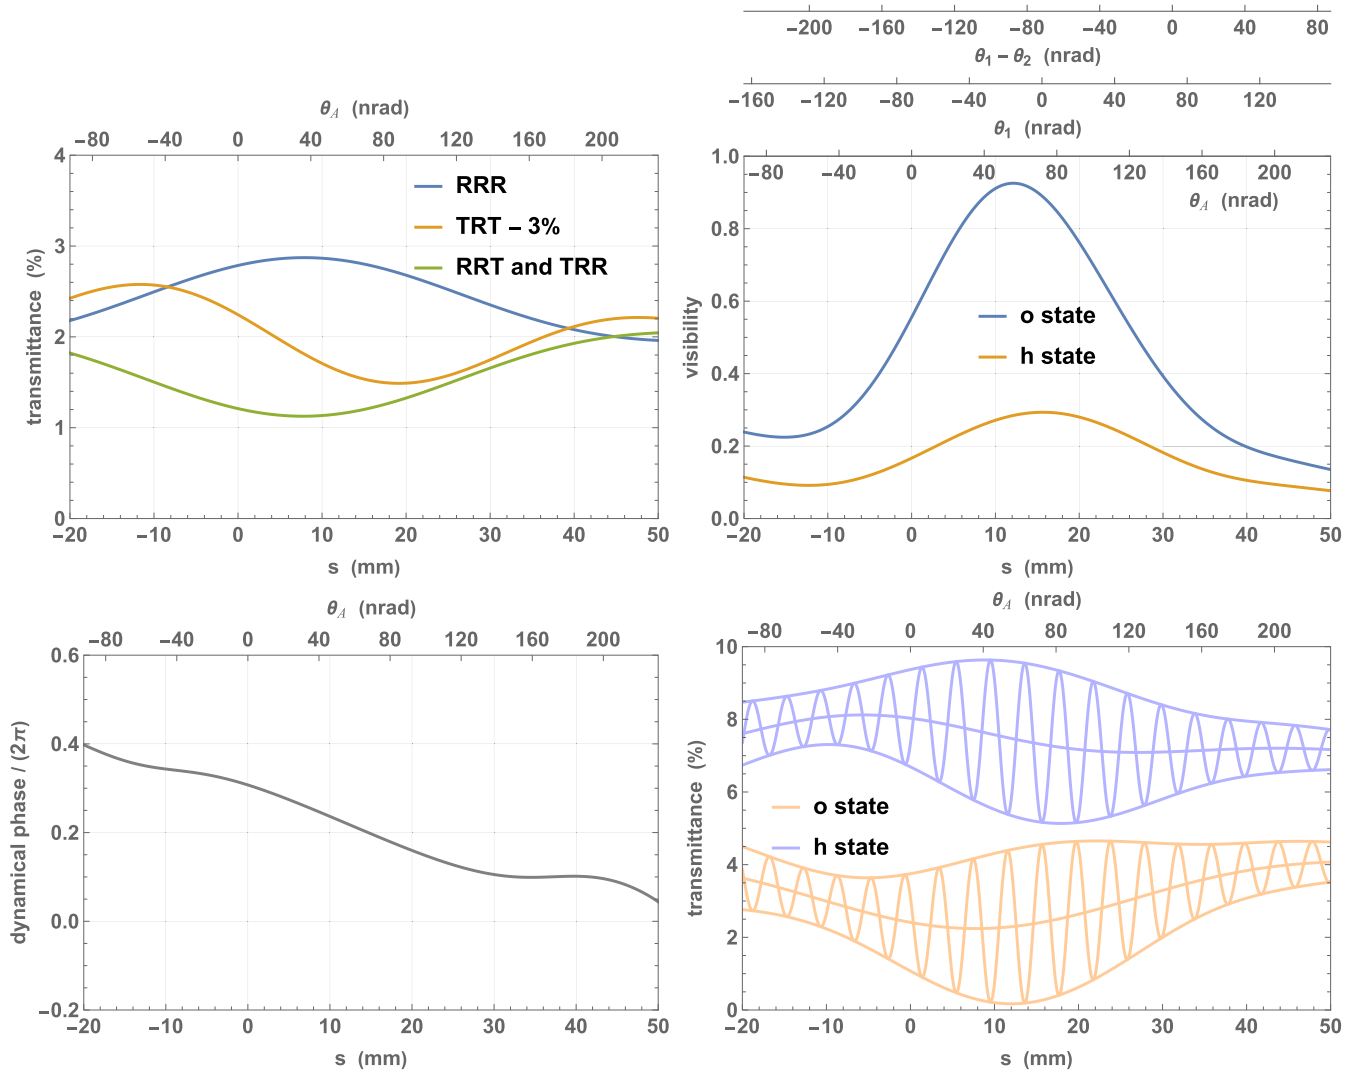 −200 −160 −120 −80 −40 0 40 80
θ₁ − θ₂ (nrad)
−160 −120 −80 −40 0 40 80 120
θ₁ (nrad)
θ_A (nrad)
−80 −40 0 40 80 120 160 200
4
3
2
1
0
transmittance (%)
RRR
TRT − 3%
RRT and TRR
−20 −10 0 10 20 30 40 50
s (mm)
−80 −40 0 40 80 120 160 200
θ_A (nrad)
1.0
0.8
0.6
0.4
0.2
0.0
visibility
o state
h state
−20 −10 0 10 20 30 40 50
s (mm)
θ_A (nrad)
−80 −40 0 40 80 120 160 200
0.6
0.4
0.2
0.0
−0.2
dynamical phase / (2π)
−20 −10 0 10 20 30 40 50
s (mm)
θ_A (nrad)
−80 −40 0 40 80 120 160 200
10
8
6
4
2
0
transmittance (%)
o state
h state
−20 −10 0 10 20 30 40 50
s (mm)